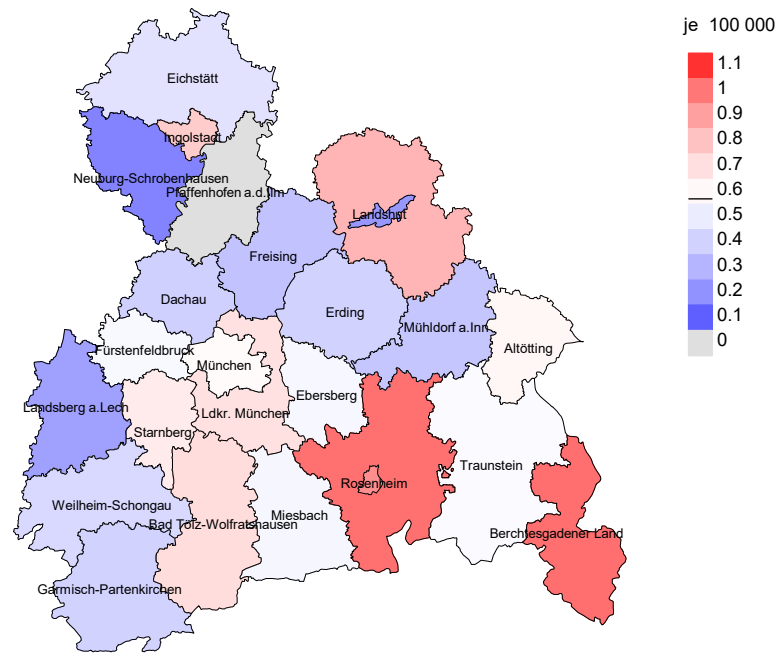 je 100 000
1.1
1
0.9
0.8
0.7
0.6
0.5
0.4
0.3
0.2
0.1
0
Eichstätt
Ingolstadt
Neuburg-Schrobenhausen
Pfaffenhofen a.d.Ilm
Landshut
Freising
Dachau
Erding
Mühldorf a.Inn
Altötting
Fürstenfeldbruck
München
Ebersberg
Landsberg a.Lech
Ldkr. München
Starnberg
Traunstein
Rosenheim
Weilheim-Schongau
Miesbach
Bad Tölz-Wolfratshausen
Berchtesgadener Land
Garmisch-Partenkirchen